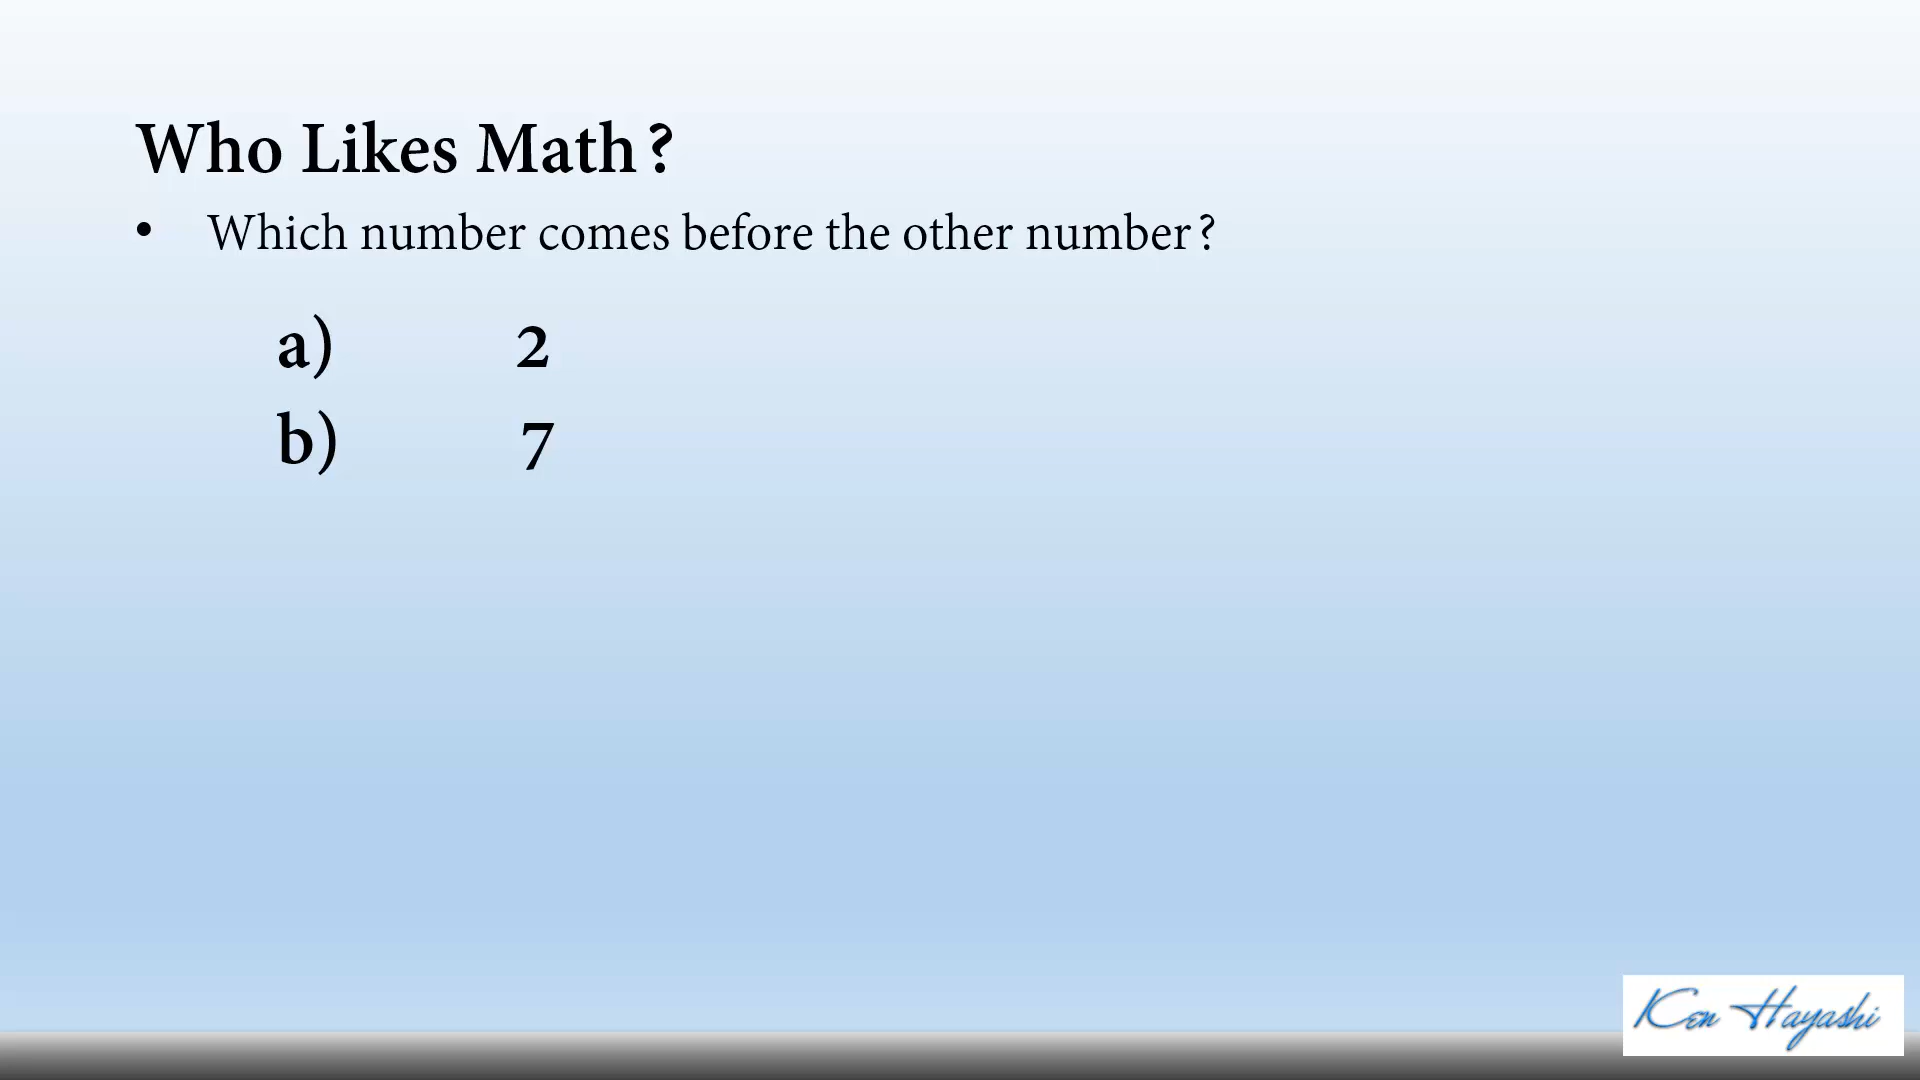 Who Likes Math?
• Which number comes before the other number?
a) 2
b) 7
Ken Hayashi